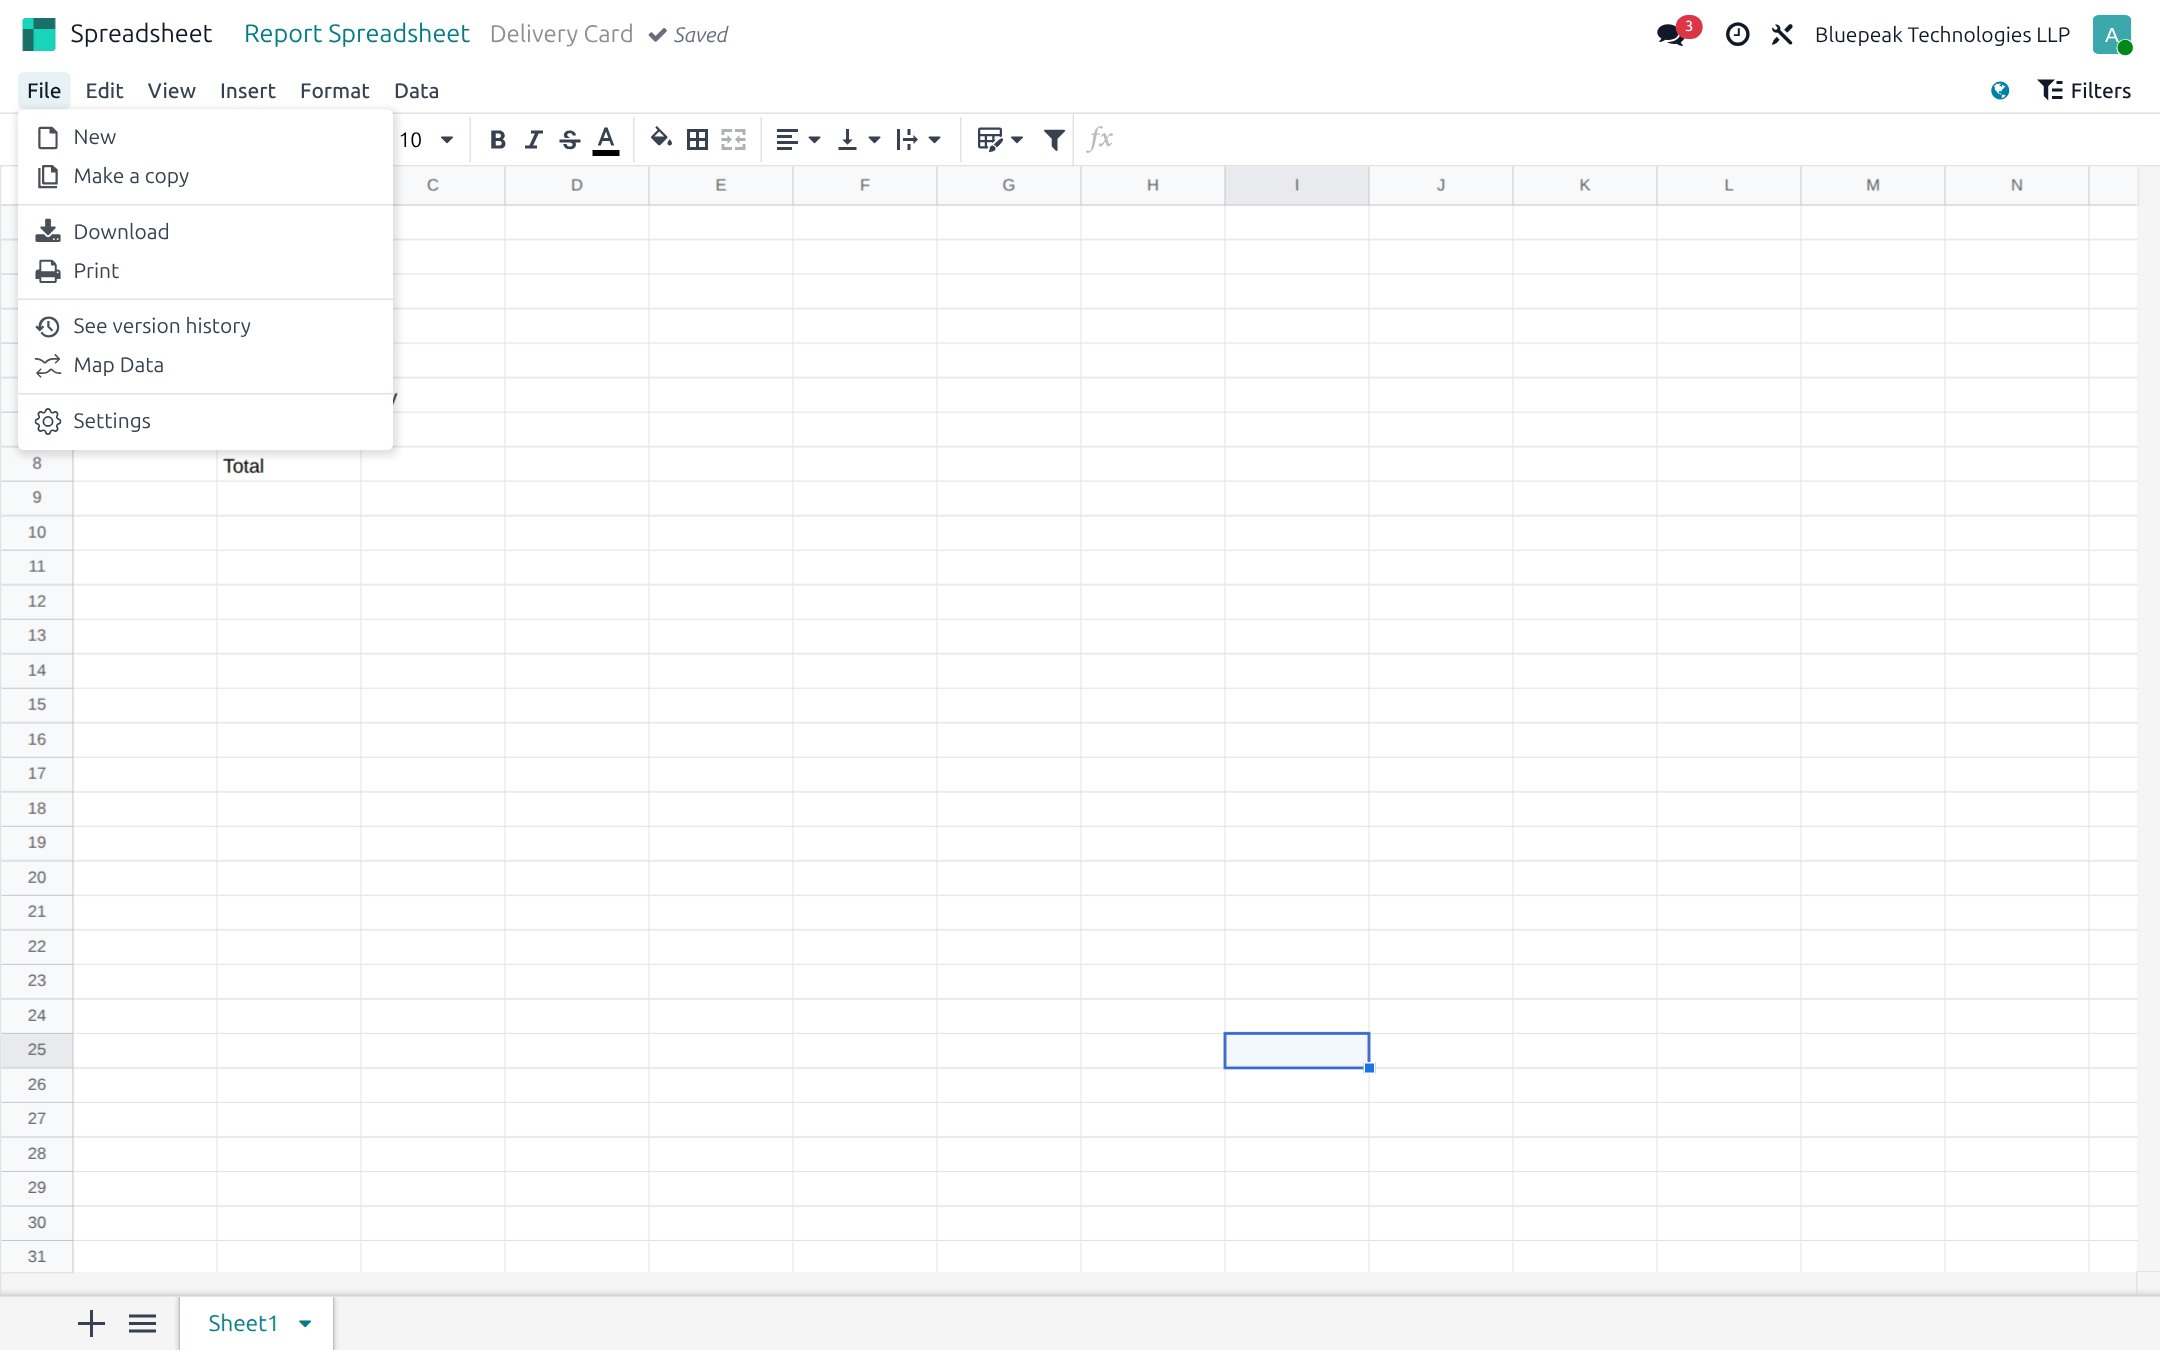 Spreadsheet Report Spreadsheet Delivery Card Saved 3 Bluepeak Technologies LLP A
File Edit View Insert Format Data Filters
10 B I S A fx
New
Make a copy
Download
Print
See version history
Map Data
Settings
C D E F G H I J K L M N
8 Total
9
10
11
12
13
14
15
16
17
18
19
20
21
22
23
24
25
26
27
28
29
30
31
Sheet1